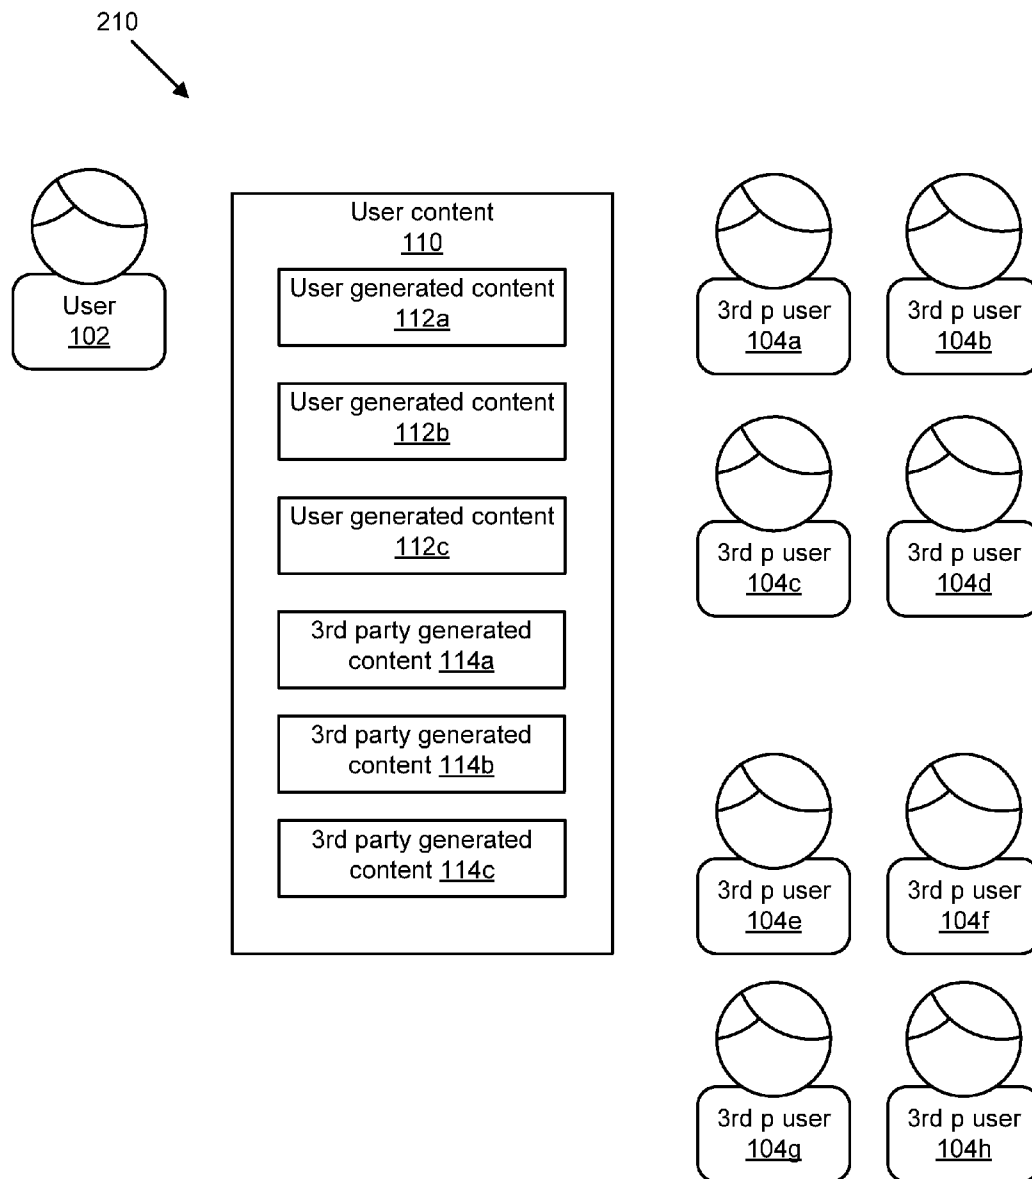 210
User
102
User content
110
User generated content
112a
User generated content
112b
User generated content
112c
3rd party generated
content 114a
3rd party generated
content 114b
3rd party generated
content 114c
3rd p user
104a
3rd p user
104b
3rd p user
104c
3rd p user
104d
3rd p user
104e
3rd p user
104f
3rd p user
104g
3rd p user
104h